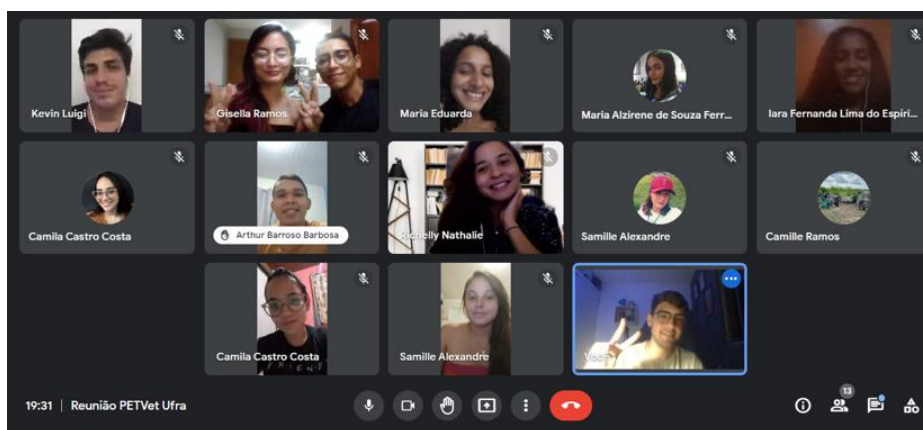 Kevin Luigi
Gisella Ramos
Maria Eduarda
Maria Alzirene de Souza Ferr...
Iara Fernanda Lima do Espíri...
Camila Castro Costa
Arthur Barroso Barbosa
Richelly Nathalie
Samille Alexandre
Camille Ramos
Camila Castro Costa
FRIENDS
Samille Alexandre
Você
19:31 | Reunião PETVet Ufra
13